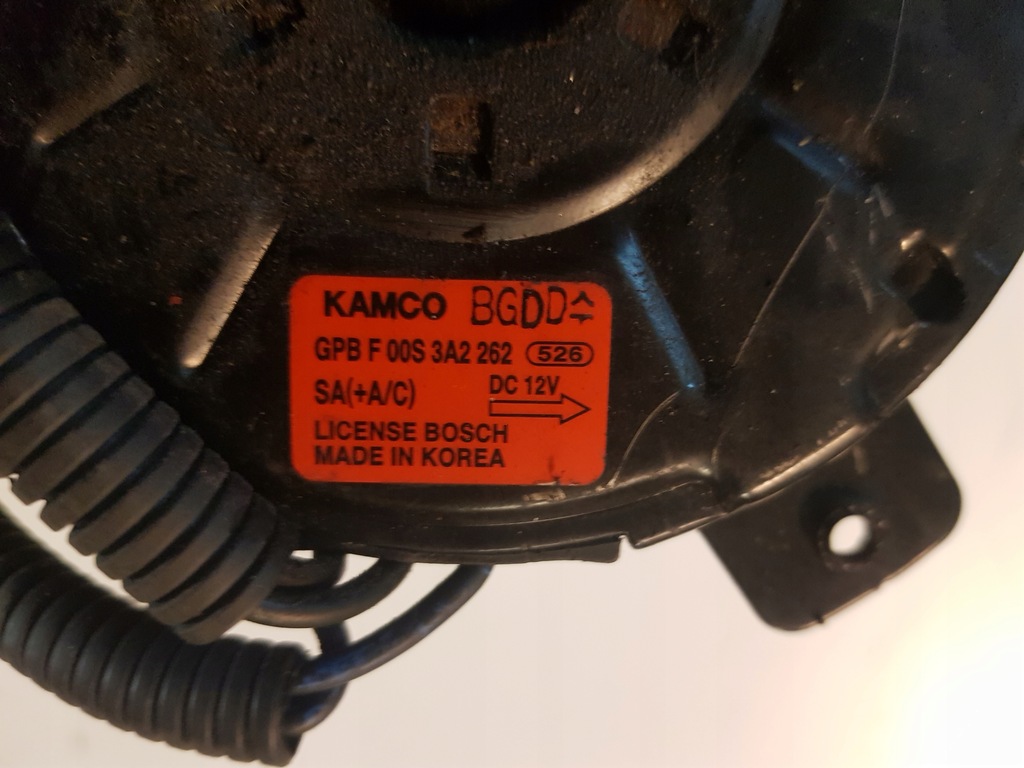 KAMCO BGDD
GPB F 00S 3A2 262 526
SA(+A/C) DC 12V
LICENSE BOSCH
MADE IN KOREA